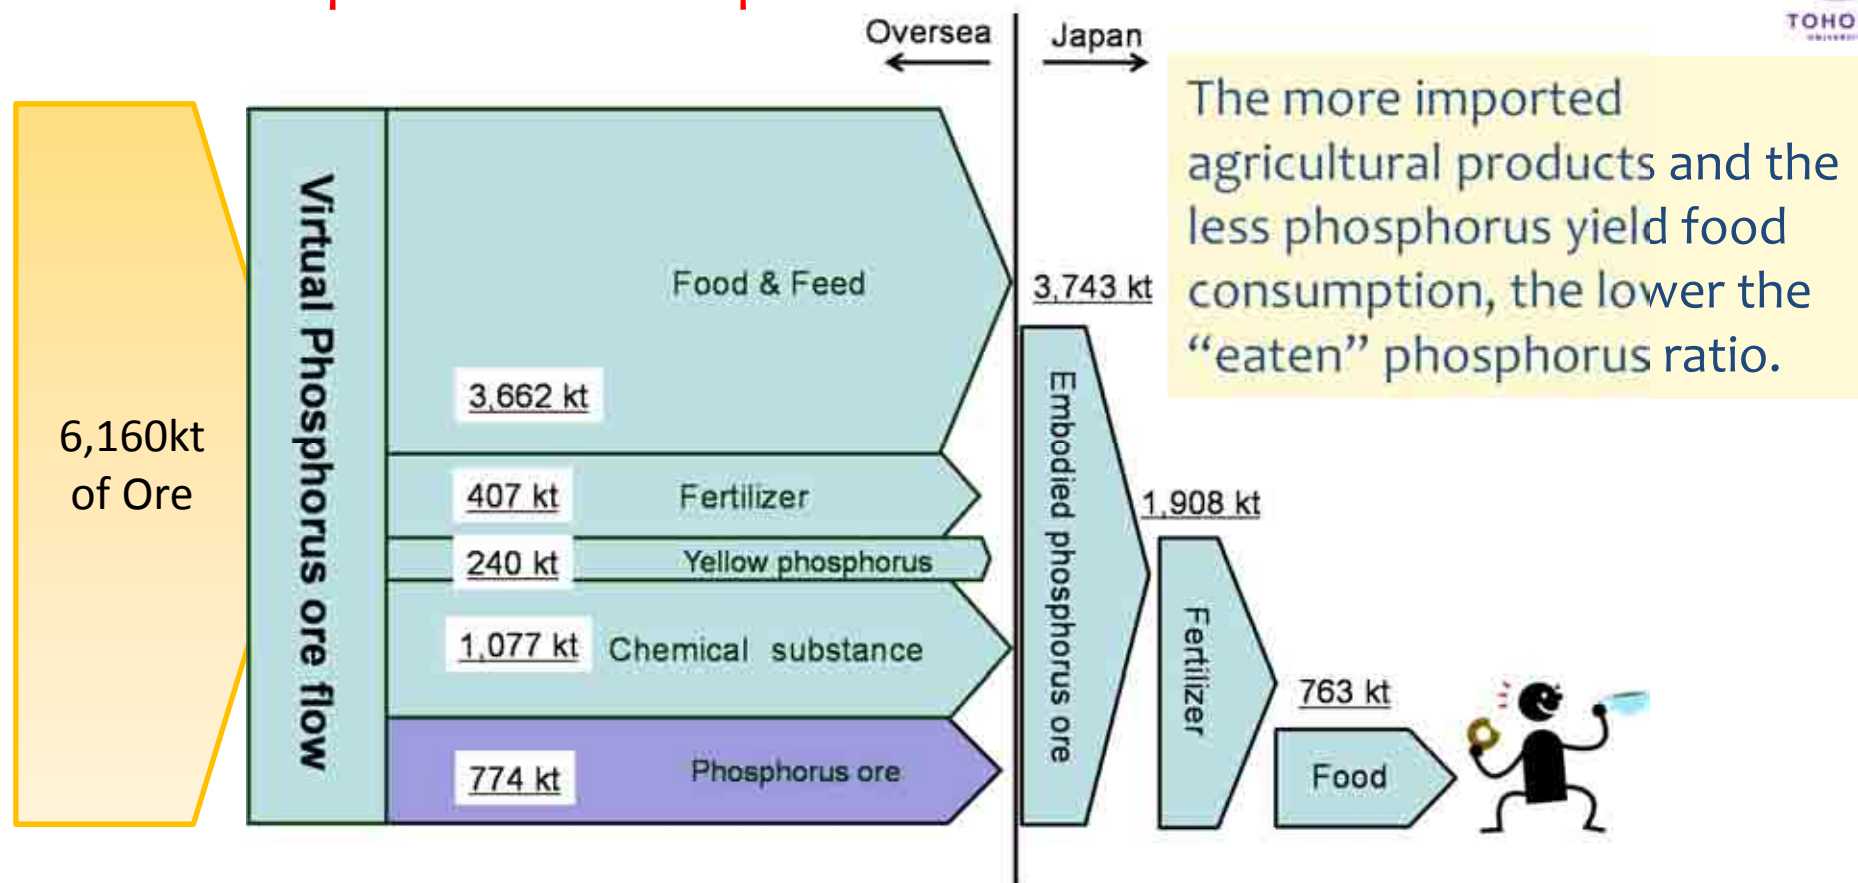 Oversea
Japan
TOHO
The more imported
agricultural products and the
less phosphorus yield food
consumption, the lower the
“eaten” phosphorus ratio.
6,160kt
of Ore
Virtual Phosphorus ore flow
Food & Feed
3,662 kt
407 kt
Fertilizer
240 kt
Yellow phosphorus
1,077 kt
Chemical substance
774 kt
Phosphorus ore
3,743 kt
Embodied phosphorus ore
1,908 kt
Fertilizer
763 kt
Food